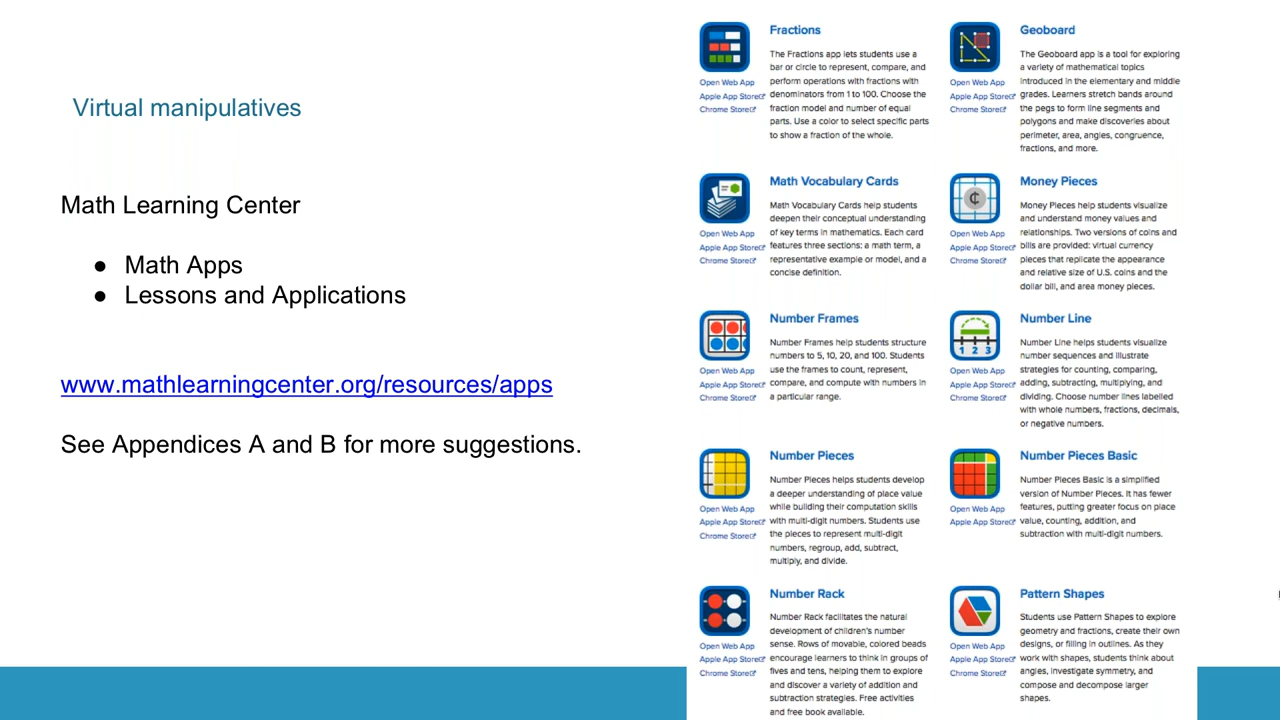 Virtual manipulatives
Math Learning Center
● Math Apps
● Lessons and Applications
www.mathlearningcenter.org/resources/apps
See Appendices A and B for more suggestions.
Fractions
Open Web App
Apple App Store
Chrome Store
The Fractions app lets students use a
bar or circle to represent, compare, and
perform operations with fractions with
denominators from 1 to 100. Choose the
fraction model and number of equal
parts. Use a color to select specific parts
to show a fraction of the whole.
Geoboard
Open Web App
Apple App Store
Chrome Store
The Geoboard app is a tool for exploring
a variety of mathematical topics
introduced in the elementary and middle
grades. Learners stretch bands around
the pegs to form line segments and
polygons and make discoveries about
perimeter, area, angles, congruence,
fractions, and more.
Math Vocabulary Cards
Open Web App
Apple App Store
Chrome Store
Math Vocabulary Cards help students
deepen their conceptual understanding
of key terms in mathematics. Each card
features three sections: a math term, a
representative example or model, and a
concise definition.
Money Pieces
₵
Open Web App
Apple App Store
Chrome Store
Money Pieces help students visualize
and understand money values and
relationships. Two versions of coins and
bills are provided: virtual currency
pieces that replicate the appearance
and relative size of U.S. coins and the
dollar bill, and area money pieces.
Number Frames
Open Web App
Apple App Store
Chrome Store
Number Frames help students structure
numbers to 5, 10, 20, and 100. Students
use the frames to count, represent,
compare, and compute with numbers in
a particular range.
Number Line
1 2 3
Open Web App
Apple App Store
Chrome Store
Number Line helps students visualize
number sequences and illustrate
strategies for counting, comparing,
adding, subtracting, multiplying, and
dividing. Choose number lines labelled
with whole numbers, fractions, decimals,
or negative numbers.
Number Pieces
Open Web App
Apple App Store
Chrome Store
Number Pieces helps students develop
a deeper understanding of place value
while building their computation skills
with multi-digit numbers. Students use
the pieces to represent multi-digit
numbers, regroup, add, subtract,
multiply, and divide.
Number Pieces Basic
Open Web App
Apple App Store
Number Pieces Basic is a simplified
version of Number Pieces. It has fewer
features, putting greater focus on place
value, counting, addition, and
subtraction with multi-digit numbers.
Number Rack
Open Web App
Apple App Store
Chrome Store
Number Rack facilitates the natural
development of children's number
sense. Rows of movable, colored beads
encourage learners to think in groups of
fives and tens, helping them to explore
and discover a variety of addition and
subtraction strategies. Free activities
and free book available.
Pattern Shapes
Open Web App
Apple App Store
Chrome Store
Students use Pattern Shapes to explore
geometry and fractions, create their own
designs, or filling in outlines. As they
work with shapes, students think about
angles, investigate symmetry, and
compose and decompose larger
shapes.